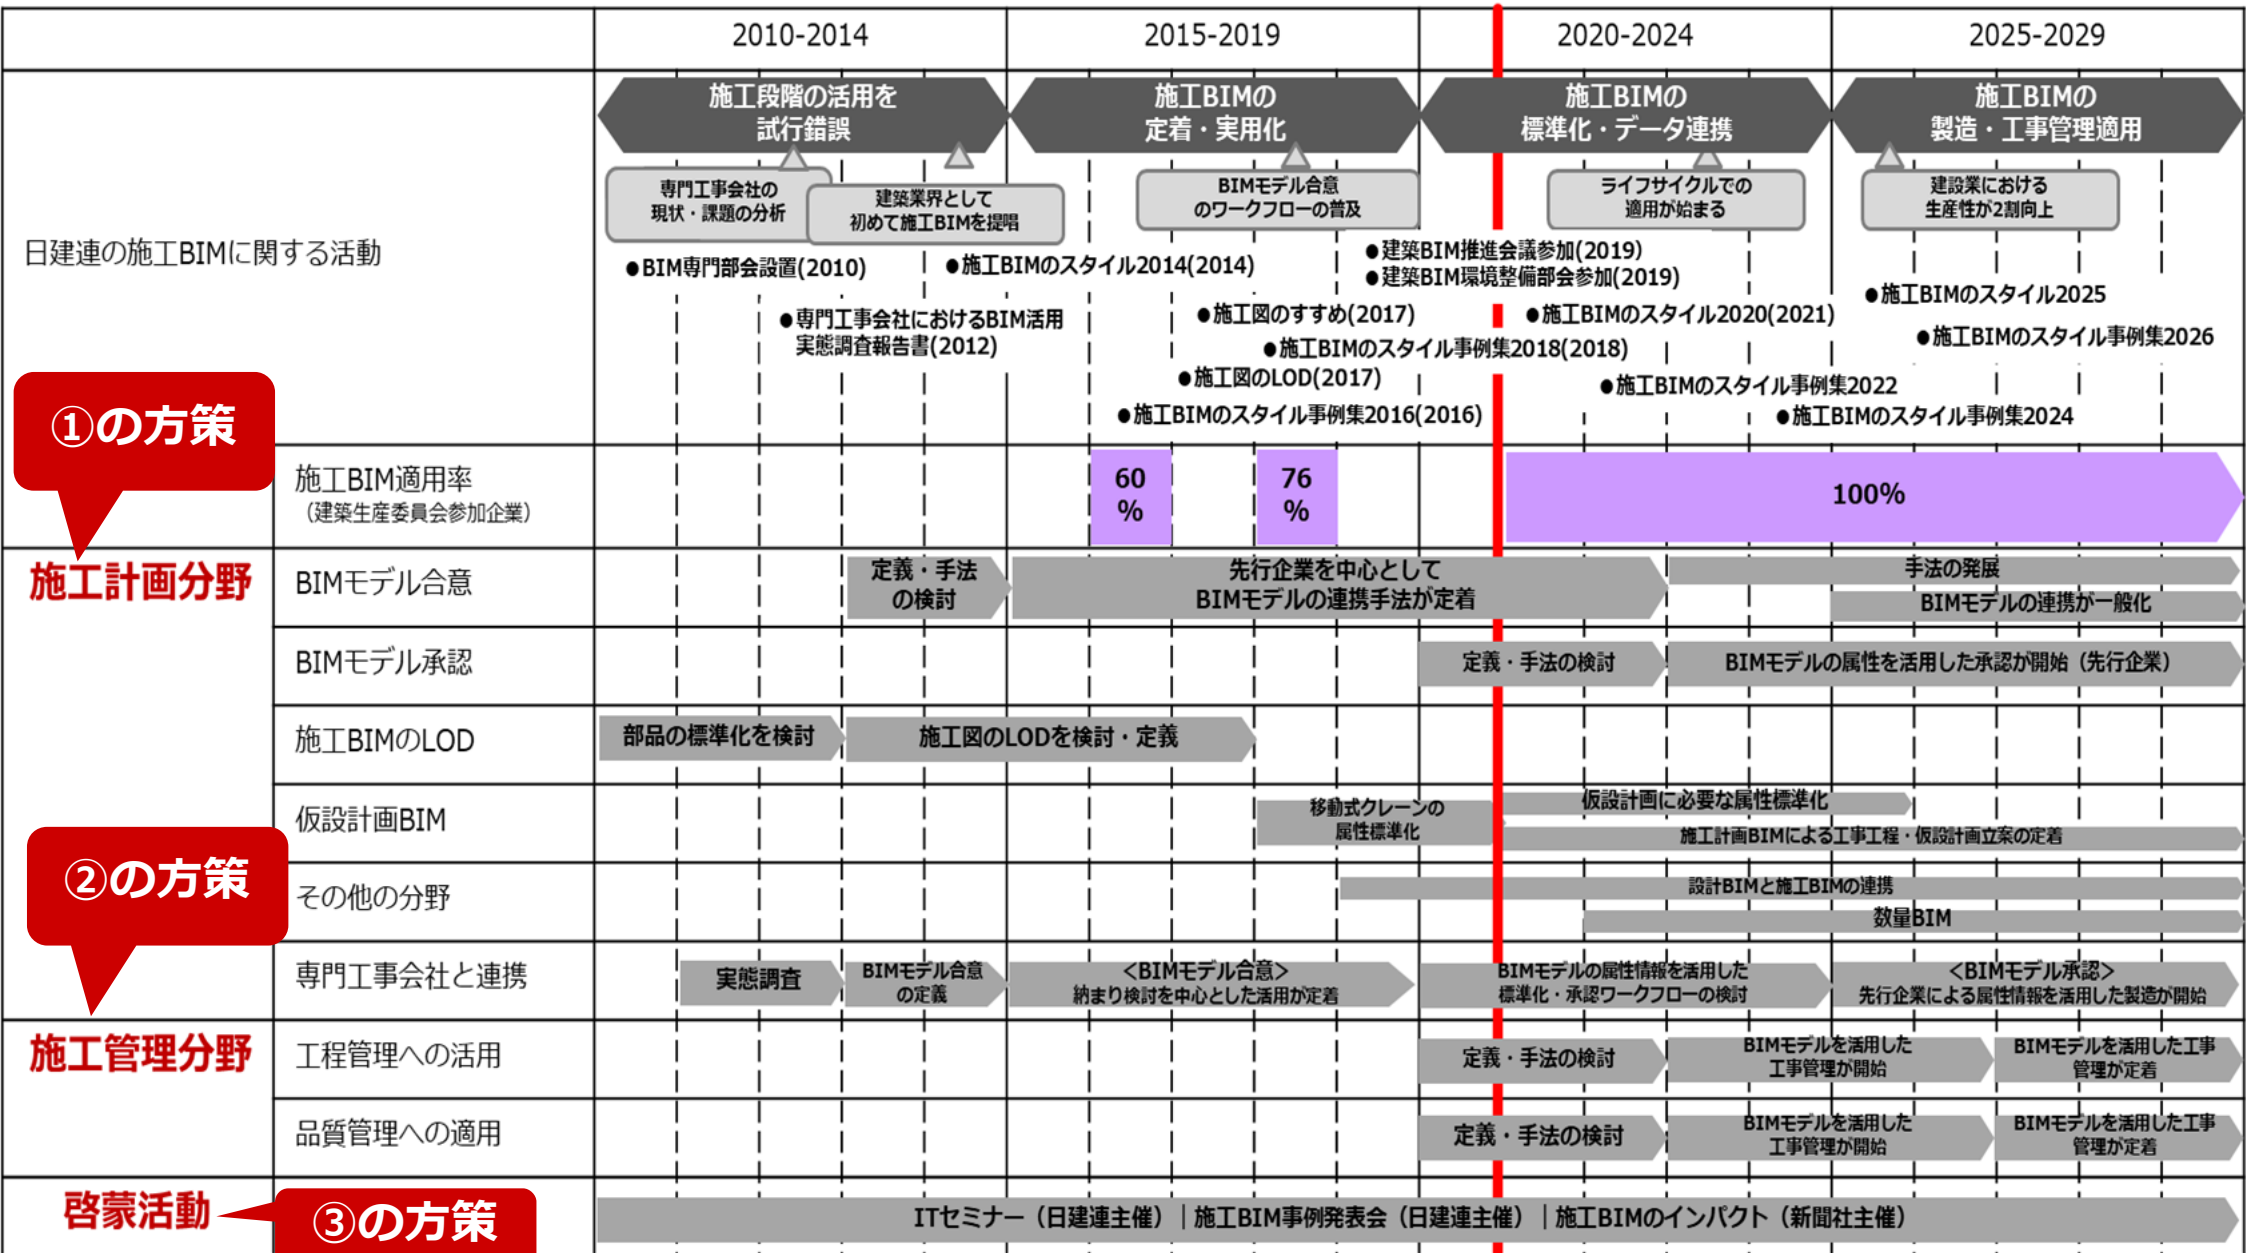 2010-2014
2015-2019
2020-2024
2025-2029
施工段階の活用を
試行錯誤
施工BIMの
定着・実用化
施工BIMの
標準化・データ連携
施工BIMの
製造・工事管理適用
専門工事会社の
現状・課題の分析
建築業界として
初めて施工BIMを提唱
BIMモデル合意
のワークフローの普及
ライフサイクルでの
適用が始まる
建設業における
生産性が2割向上
日建連の施工BIMに関する活動
●BIM専門部会設置(2010)
●施工BIMのスタイル2014(2014)
●建築BIM推進会議参加(2019)
●建築BIM環境整備部会参加(2019)
●専門工事会社におけるBIM活用
実態調査報告書(2012)
●施工図のすすめ(2017)
●施工BIMのスタイル2020(2021)
●施工BIMのスタイル2025
●施工BIMのスタイル事例集2018(2018)
●施工BIMのスタイル事例集2026
●施工図のLOD(2017)
●施工BIMのスタイル事例集2022
●施工BIMのスタイル事例集2016(2016)
●施工BIMのスタイル事例集2024
①の方策
施工BIM適用率
（建築生産委員会参加企業）
60
%
76
%
100%
施工計画分野
BIMモデル合意
定義・手法
の検討
先行企業を中心として
BIMモデルの連携手法が定着
手法の発展
BIMモデルの連携が一般化
BIMモデル承認
定義・手法の検討
BIMモデルの属性を活用した承認が開始（先行企業）
施工BIMのLOD
部品の標準化を検討
施工図のLODを検討・定義
仮設計画BIM
移動式クレーンの
属性標準化
仮設計画に必要な属性標準化
施工計画BIMによる工事工程・仮設計画立案の定着
②の方策
その他の分野
設計BIMと施工BIMの連携
数量BIM
専門工事会社と連携
実態調査
BIMモデル合意
の定義
<BIMモデル合意>
納まり検討を中心とした活用が定着
BIMモデルの属性情報を活用した
標準化・承認ワークフローの検討
<BIMモデル承認>
先行企業による属性情報を活用した製造が開始
施工管理分野
工程管理への活用
定義・手法の検討
BIMモデルを活用した
工事管理が開始
BIMモデルを活用した工事
管理が定着
品質管理への適用
定義・手法の検討
BIMモデルを活用した
工事管理が開始
BIMモデルを活用した工事
管理が定着
啓蒙活動
③の方策
ITセミナー（日建連主催）｜施工BIM事例発表会（日建連主催）｜施工BIMのインパクト（新聞社主催）